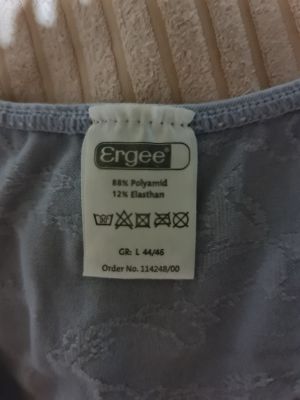 Ergee®
88% Polyamid
12% Elasthan
GR: L 44/46
Order No. 114248/00